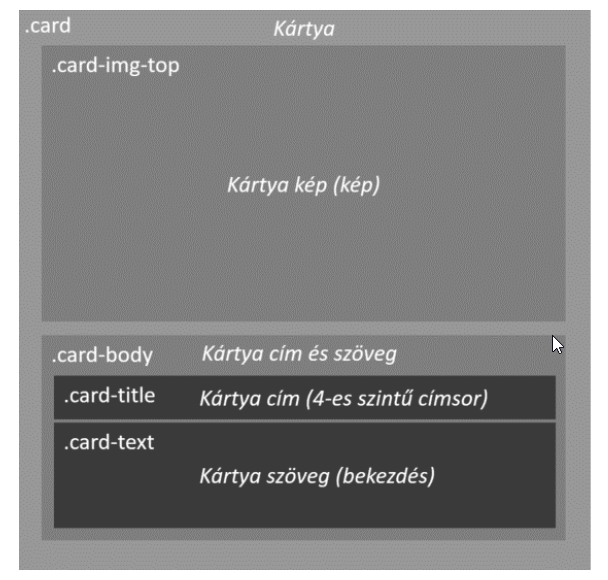 .card Kártya
.card-img-top
Kártya kép (kép)
.card-body Kártya cím és szöveg
.card-title Kártya cím (4-es szintű címsor)
.card-text
Kártya szöveg (bekezdés)